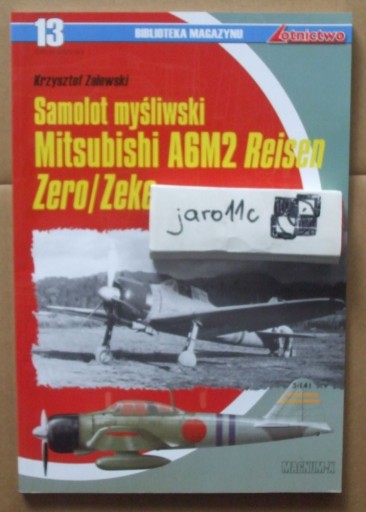 13
BIBLIOTEKA MAGAZYNU
Lotnictwo
Krzysztof Zalewski
Samolot myśliwski
Mitsubishi A6M2 Reisen
Zero/Zeke
jaro11c
MAGNUM-X